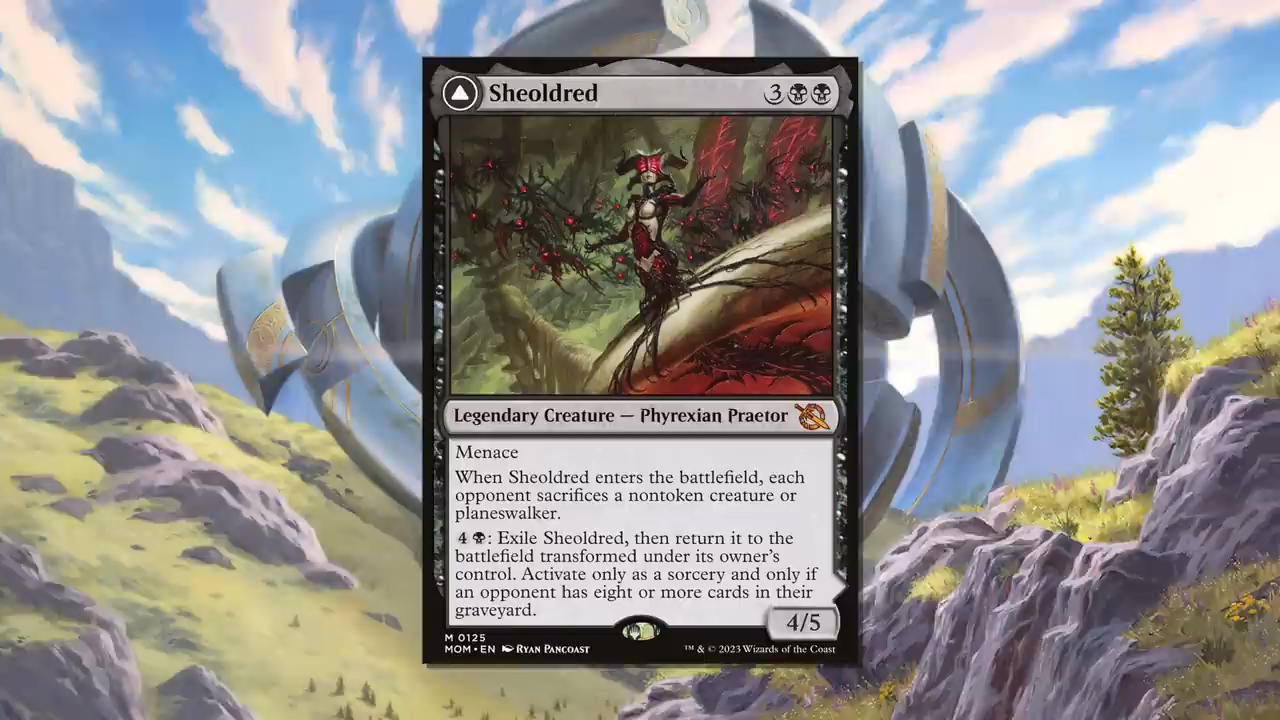 Sheoldred 3
Legendary Creature — Phyrexian Praetor
Menace
When Sheoldred enters the battlefield, each
opponent sacrifices a nontoken creature or
planeswalker.
4 : Exile Sheoldred, then return it to the
battlefield transformed under its owner's
control. Activate only as a sorcery and only if
an opponent has eight or more cards in their
graveyard.
4/5
M 0125
MOM • EN RYAN PANCOAST ™ & © 2023 Wizards of the Coast